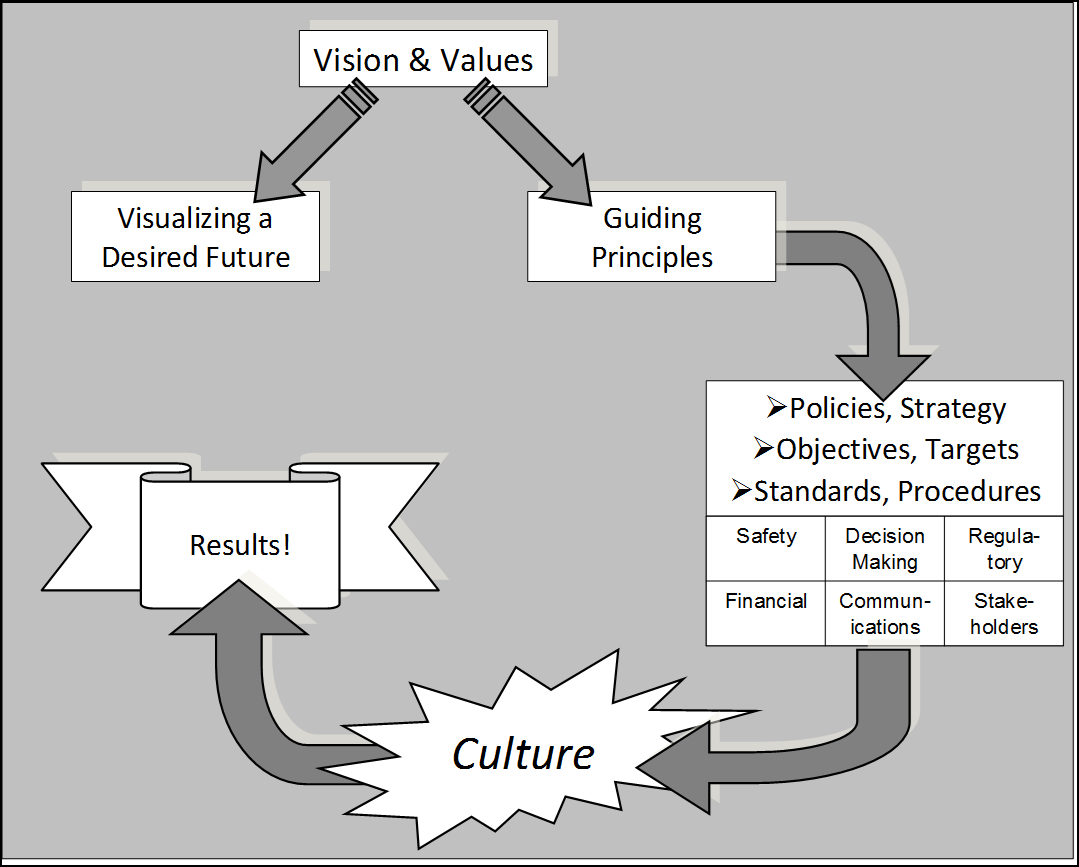 Vision & Values
Visualizing a
Desired Future
Guiding
Principles
➢Policies, Strategy
➢Objectives, Targets
➢Standards, Procedures
Safety
Decision
Making
Regula-
tory
Financial
Commun-
ications
Stake-
holders
Results!
Culture